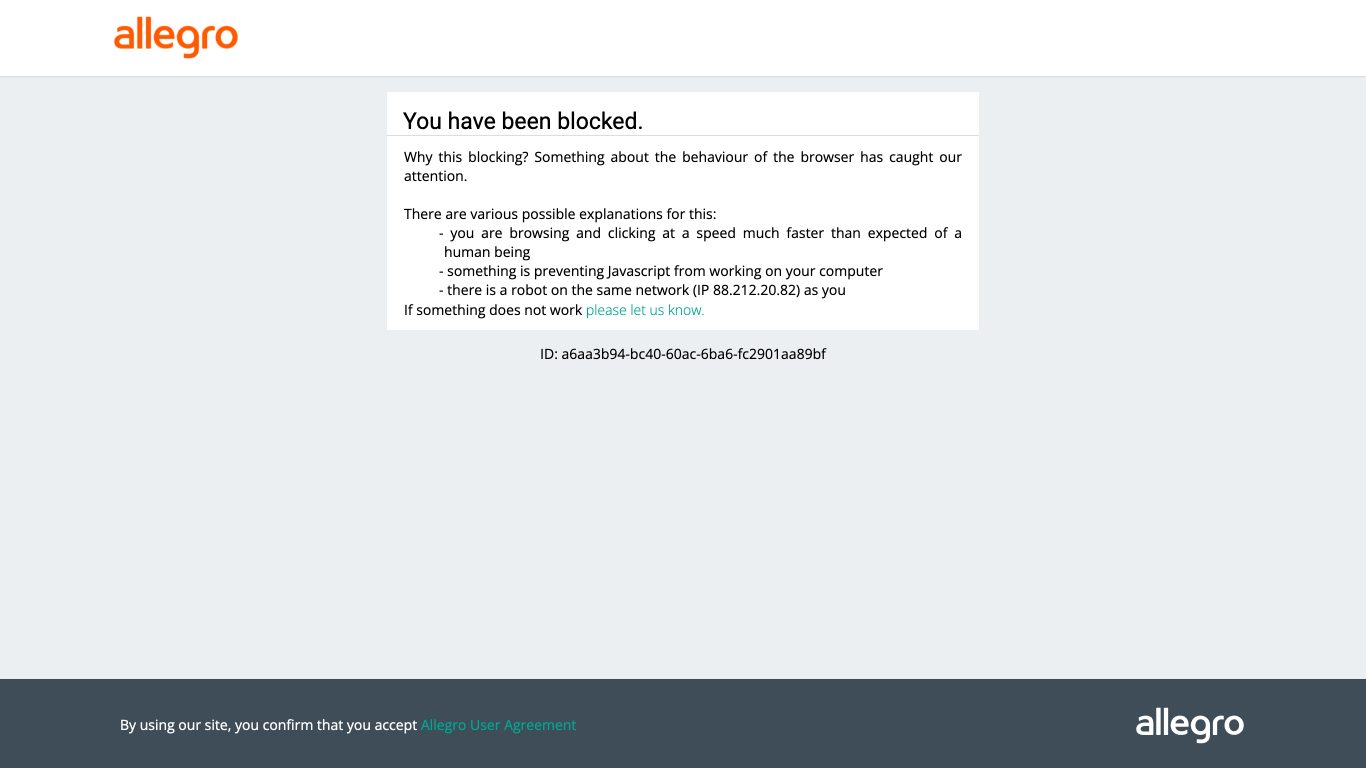 allegro
You have been blocked.
Why this blocking? Something about the behaviour of the browser has caught our
attention.
There are various possible explanations for this:
- you are browsing and clicking at a speed much faster than expected of a
human being
- something is preventing Javascript from working on your computer
- there is a robot on the same network (IP 88.212.20.82) as you
If something does not work please let us know.
ID: a6aa3b94-bc40-60ac-6ba6-fc2901aa89bf
By using our site, you confirm that you accept Allegro User Agreement
allegro